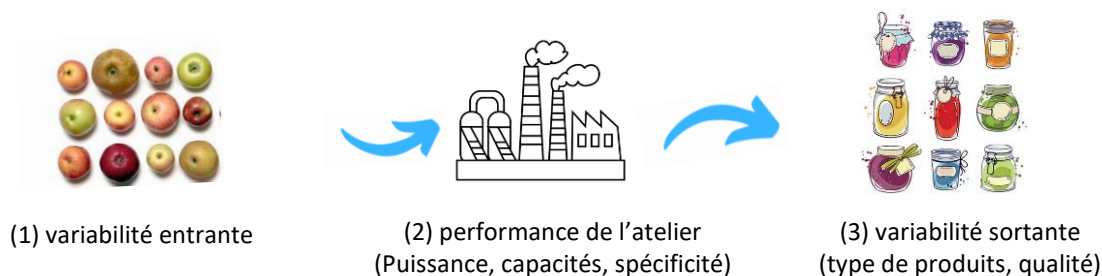 (1) variabilité entrante
(2) performance de l’atelier
(Puissance, capacités, spécificité)
(3) variabilité sortante
(type de produits, qualité)